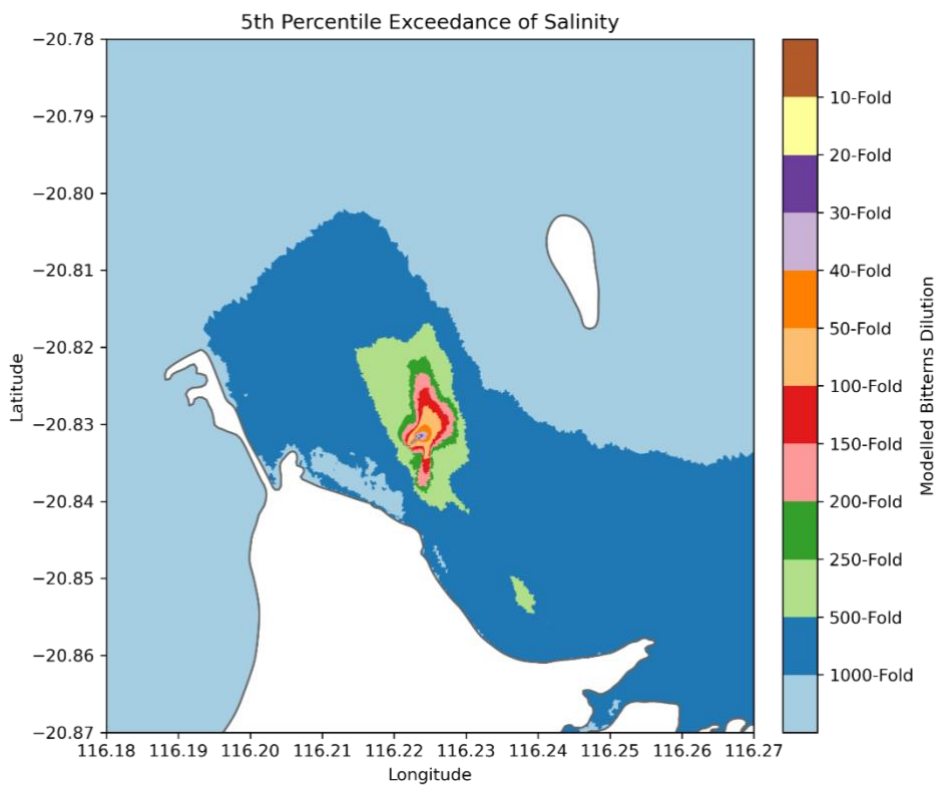 5th Percentile Exceedance of Salinity
−20.78
−20.79
−20.80
−20.81
−20.82
−20.83
−20.84
−20.85
−20.86
−20.87
Latitude
116.18 116.19 116.20 116.21 116.22 116.23 116.24 116.25 116.26 116.27
Longitude
10-Fold
20-Fold
30-Fold
40-Fold
50-Fold
100-Fold
150-Fold
200-Fold
250-Fold
500-Fold
1000-Fold
Modelled Bitterns Dilution